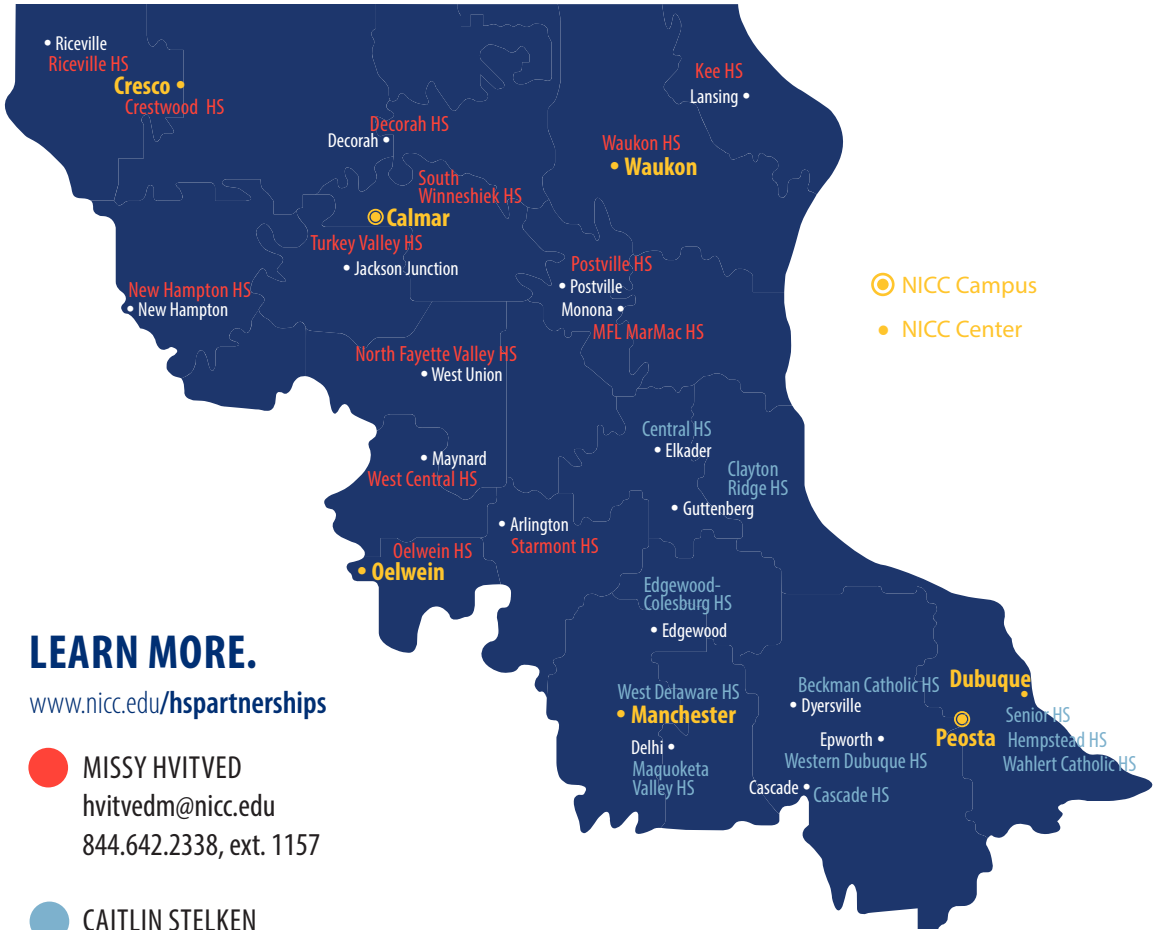 Riceville
Riceville HS
Cresco
Crestwood HS
Kee HS
Lansing
Decorah HS
Decorah
Waukon HS
Waukon
South
Winneshiek HS
Calmar
Turkey Valley HS
Jackson Junction
Postville HS
Postville
Monona
MFL MarMac HS
New Hampton HS
New Hampton
NICC Campus
NICC Center
North Fayette Valley HS
West Union
Central HS
Elkader
Maynard
West Central HS
Clayton
Ridge HS
Guttenberg
Arlington
Starmont HS
Oelwein HS
Oelwein
Edgewood-
Colesburg HS
Edgewood
West Delaware HS
Manchester
Delhi
Maquoketa
Valley HS
Beckman Catholic HS
Dyersville
Epworth
Western Dubuque HS
Cascade
Cascade HS
Dubuque
Peosta
Senior HS
Hempstead HS
Wahlert Catholic HS
LEARN MORE.
www.nicc.edu/hspartnerships
MISSY HVITVED
hvitvedm@nicc.edu
844.642.2338, ext. 1157
CAITLIN STELKEN